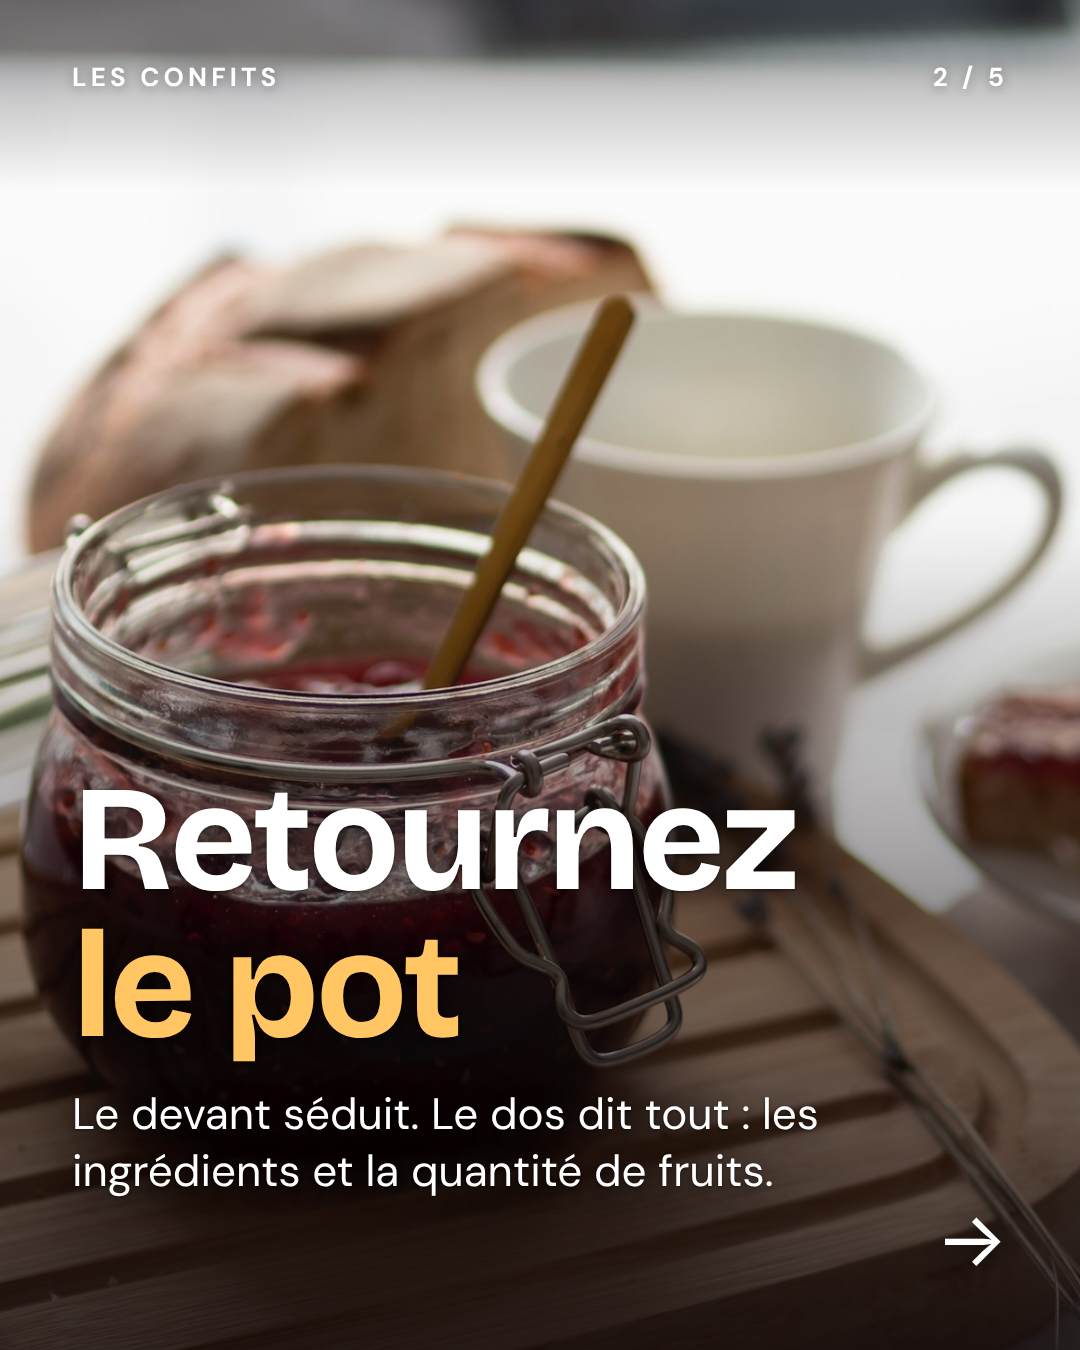 LES CONFITS
2 / 5
Retournez
le pot
Le devant séduit. Le dos dit tout : les
ingrédients et la quantité de fruits.